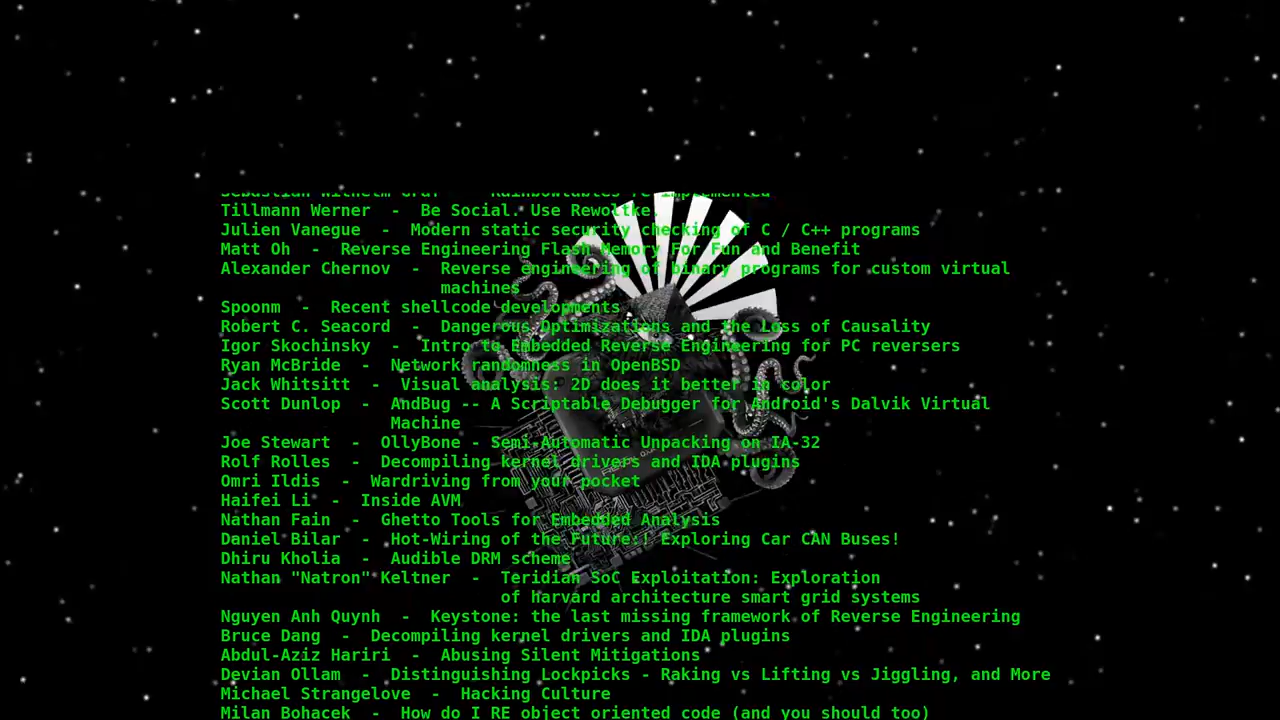 Sebastian Wilhelm Graf - Rainbowtables re-implemented
Tillmann Werner - Be Social. Use Rewoltke.
Julien Vanegue - Modern static security checking of C / C++ programs
Matt Oh - Reverse Engineering Flash Memory For Fun and Benefit
Alexander Chernov - Reverse engineering of binary programs for custom virtual
machines
Spoonm - Recent shellcode developments
Robert C. Seacord - Dangerous Optimizations and the Loss of Causality
Igor Skochinsky - Intro to Embedded Reverse Engineering for PC reversers
Ryan McBride - Network randomness in OpenBSD
Jack Whitsitt - Visual analysis: 2D does it better in color
Scott Dunlop - AndBug -- A Scriptable Debugger for Android's Dalvik Virtual
Machine
Joe Stewart - OllyBone - Semi-Automatic Unpacking on IA-32
Rolf Rolles - Decompiling kernel drivers and IDA plugins
Omri Ildis - Wardriving from your pocket
Haifei Li - Inside AVM
Nathan Fain - Ghetto Tools for Embedded Analysis
Daniel Bilar - Hot-Wiring of the Future:! Exploring Car CAN Buses!
Dhiru Kholia - Audible DRM scheme
Nathan "Natron" Keltner - Teridian SoC Exploitation: Exploration
of harvard architecture smart grid systems
Nguyen Anh Quynh - Keystone: the last missing framework of Reverse Engineering
Bruce Dang - Decompiling kernel drivers and IDA plugins
Abdul-Aziz Hariri - Abusing Silent Mitigations
Devian Ollam - Distinguishing Lockpicks - Raking vs Lifting vs Jiggling, and More
Michael Strangelove - Hacking Culture
Milan Bohacek - How do I RE object oriented code (and you should too)